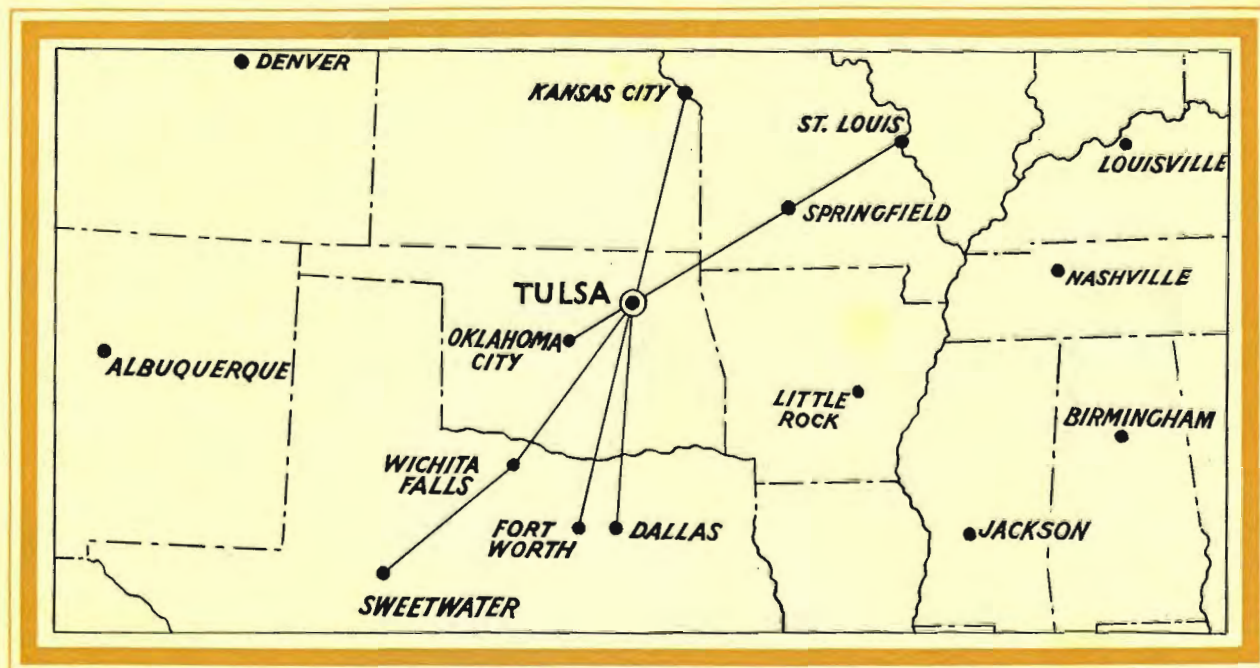 DENVER
KANSAS CITY
ST. LOUIS
LOUISVILLE
SPRINGFIELD
NASHVILLE
TULSA
OKLAHOMA
CITY
ALBUQUERQUE
LITTLE
ROCK
BIRMINGHAM
WICHITA
FALLS
FORT
WORTH
DALLAS
JACKSON
SWEETWATER